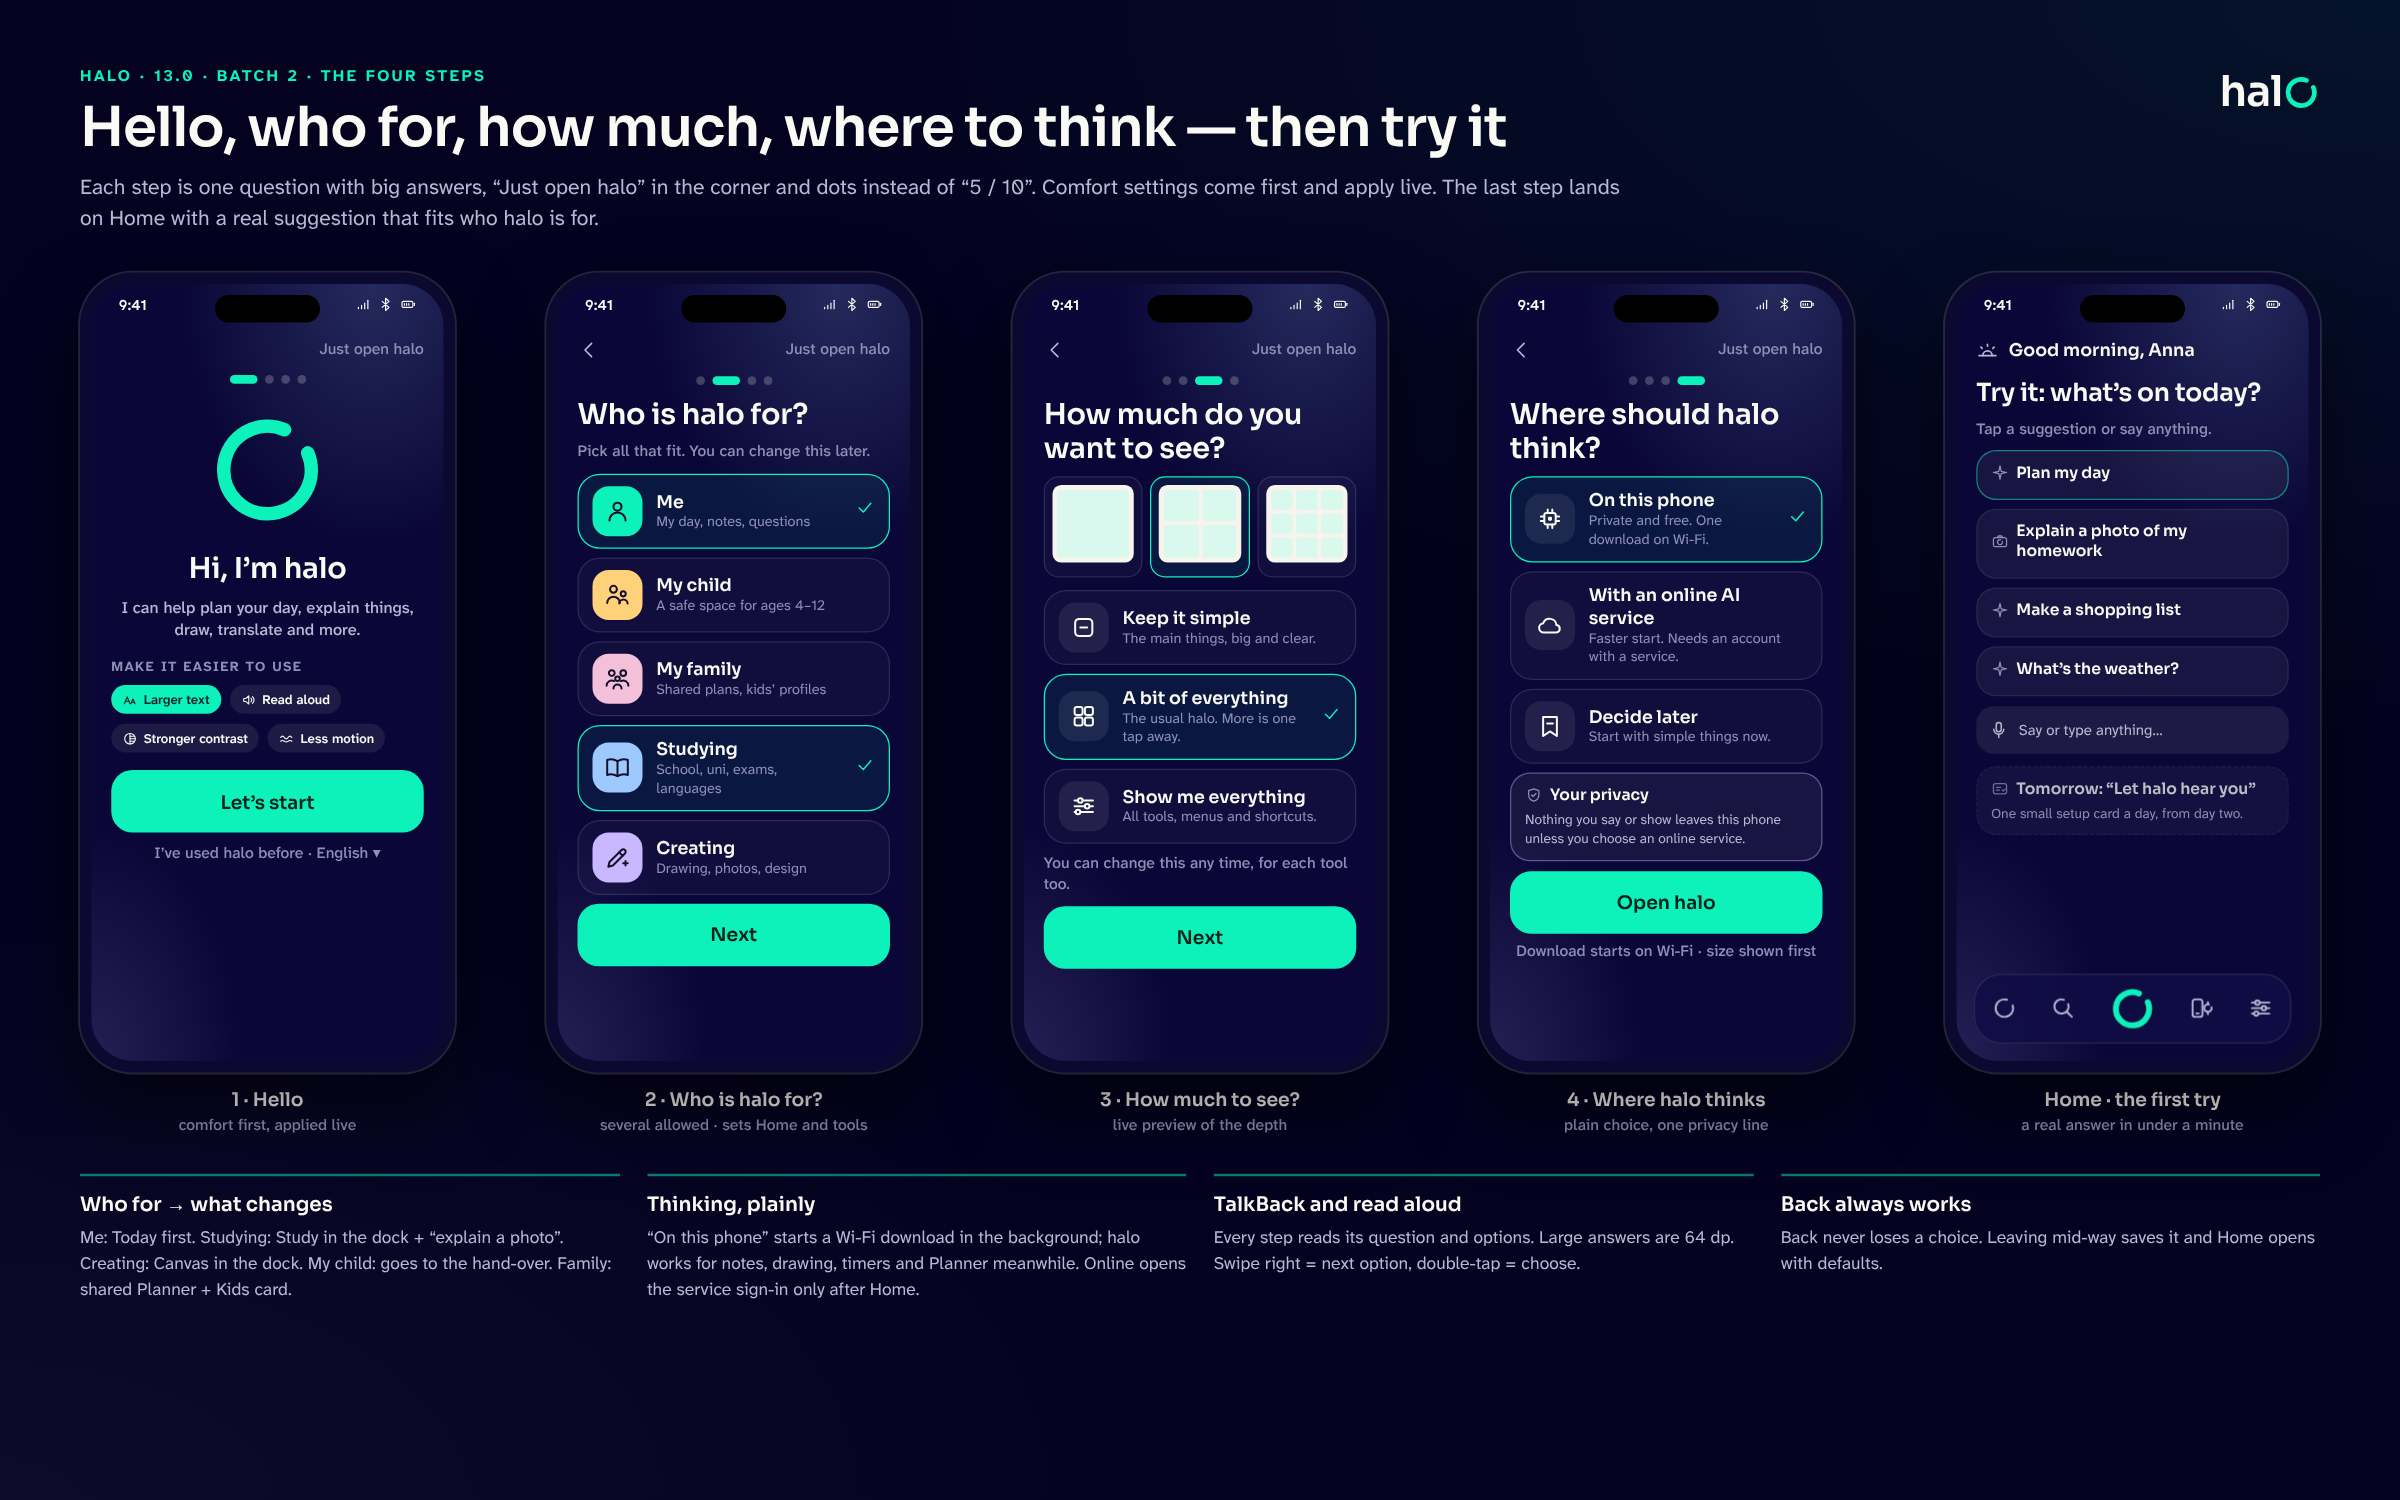 HALO · 13.0 · BATCH 2 · THE FOUR STEPS
halo
Hello, who for, how much, where to think — then try it
Each step is one question with big answers, “Just open halo” in the corner and dots instead of “5 / 10”. Comfort settings come first and apply live. The last step lands
on Home with a real suggestion that fits who halo is for.
9:41
Just open halo
Hi, I’m halo
I can help plan your day, explain things,
draw, translate and more.
MAKE IT EASIER TO USE
AA Larger text
Read aloud
Stronger contrast
Less motion
Let’s start
I’ve used halo before · English ▾
1 · Hello
comfort first, applied live
9:41
Just open halo
Who is halo for?
Pick all that fit. You can change this later.
Me
My day, notes, questions
My child
A safe space for ages 4–12
My family
Shared plans, kids’ profiles
Studying
School, uni, exams,
languages
Creating
Drawing, photos, design
Next
2 · Who is halo for?
several allowed · sets Home and tools
9:41
Just open halo
How much do you
want to see?
Keep it simple
The main things, big and clear.
A bit of everything
The usual halo. More is one
tap away.
Show me everything
All tools, menus and shortcuts.
You can change this any time, for each tool
too.
Next
3 · How much to see?
live preview of the depth
9:41
Just open halo
Where should halo
think?
On this phone
Private and free. One
download on Wi-Fi.
With an online AI
service
Faster start. Needs an account
with a service.
Decide later
Start with simple things now.
Your privacy
Nothing you say or show leaves this phone
unless you choose an online service.
Open halo
Download starts on Wi-Fi · size shown first
4 · Where halo thinks
plain choice, one privacy line
9:41
Good morning, Anna
Try it: what’s on today?
Tap a suggestion or say anything.
Plan my day
Explain a photo of my
homework
Make a shopping list
What’s the weather?
Say or type anything...
Tomorrow: “Let halo hear you”
One small setup card a day, from day two.
Home · the first try
a real answer in under a minute
Who for → what changes
Me: Today first. Studying: Study in the dock + “explain a photo”.
Creating: Canvas in the dock. My child: goes to the hand-over. Family:
shared Planner + Kids card.
Thinking, plainly
“On this phone” starts a Wi-Fi download in the background; halo
works for notes, drawing, timers and Planner meanwhile. Online opens
the service sign-in only after Home.
TalkBack and read aloud
Every step reads its question and options. Large answers are 64 dp.
Swipe right = next option, double-tap = choose.
Back always works
Back never loses a choice. Leaving mid-way saves it and Home opens
with defaults.